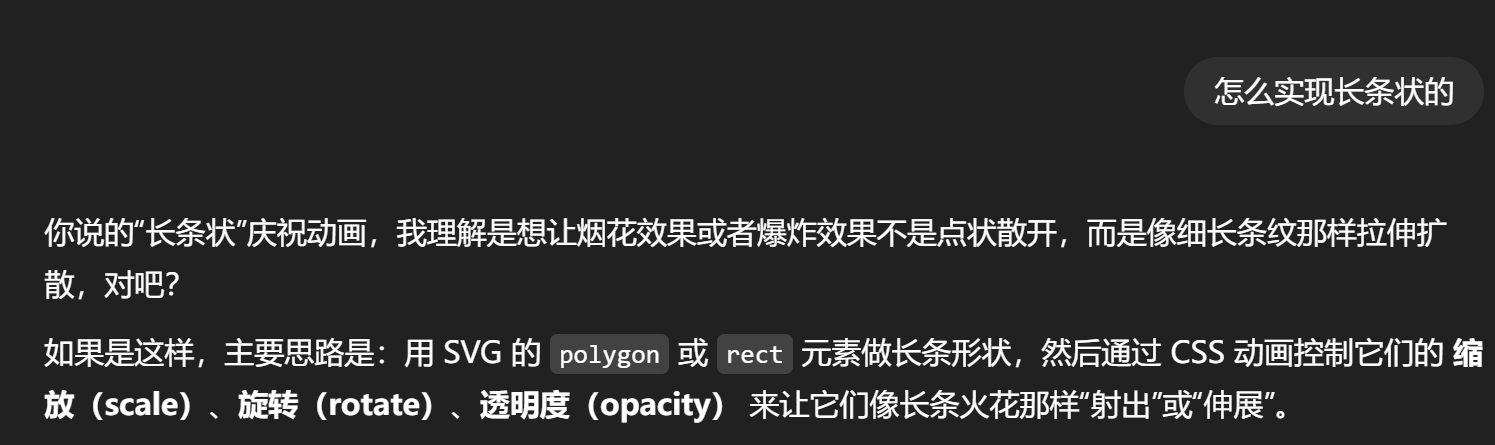 怎么实现长条状的
你说的“长条状”庆祝动画，我理解是想让烟花效果或者爆炸效果不是点状散开，而是像细长条纹那样拉伸扩
散，对吧？
如果是这样，主要思路是：用 SVG 的 polygon 或 rect 元素做长条形状，然后通过 CSS 动画控制它们的 缩
放（scale）、旋转（rotate）、透明度（opacity） 来让它们像长条火花那样“射出”或“伸展”。